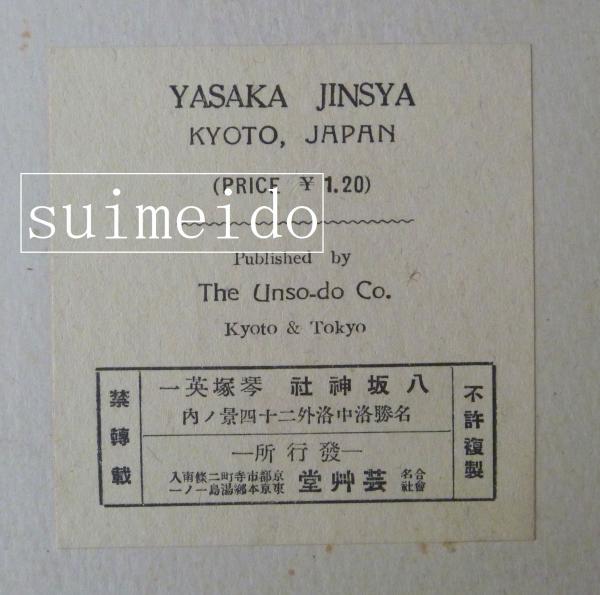 YASAKA JINSYA
KYOTO, JAPAN
(PRICE ¥1.20)
suimeido
Published by
The Unso-do Co.
Kyoto & Tokyo
不許複製
八坂神社 琴塚英一
名勝洛中洛外二十四景ノ內
—發行所—
合名會社 芸艸堂
京都市寺町二條南入
東京本鄕湯島一ノ一
禁轉載